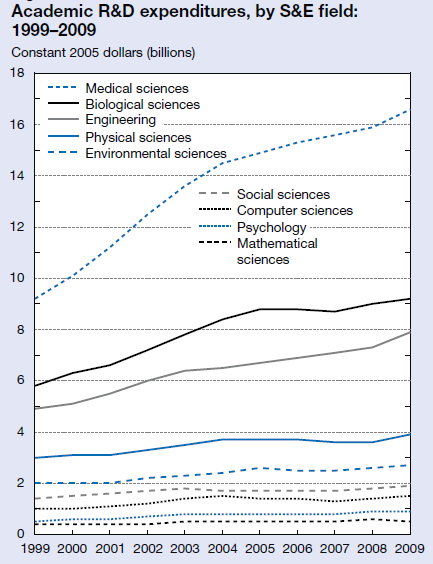 Academic R&D expenditures, by S&E field:
1999–2009
Constant 2005 dollars (billions)
18
16
14
12
10
8
6
4
2
0
Medical sciences
Biological sciences
Engineering
Physical sciences
Environmental sciences
Social sciences
Computer sciences
Psychology
Mathematical
sciences
1999 2000 2001 2002 2003 2004 2005 2006 2007 2008 2009